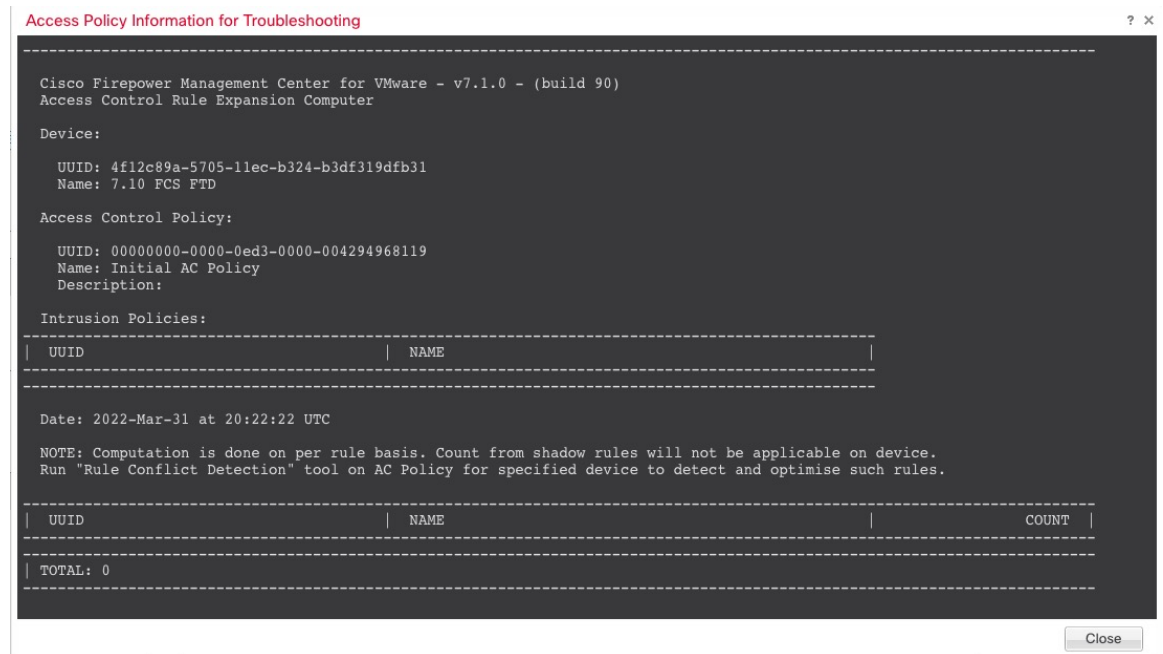 Access Policy Information for Troubleshooting ? ×
Cisco Firepower Management Center for VMware - v7.1.0 - (build 90)
Access Control Rule Expansion Computer
Device:
UUID: 4f12c89a-5705-11ec-b324-b3df319dfb31
Name: 7.10 FCS FTD
Access Control Policy:
UUID: 00000000-0000-0ed3-0000-004294968119
Name: Initial AC Policy
Description:
Intrusion Policies:
| UUID | NAME |
Date: 2022-Mar-31 at 20:22:22 UTC
NOTE: Computation is done on per rule basis. Count from shadow rules will not be applicable on device.
Run "Rule Conflict Detection" tool on AC Policy for specified device to detect and optimise such rules.
| UUID | NAME | COUNT |
| TOTAL: 0
Close